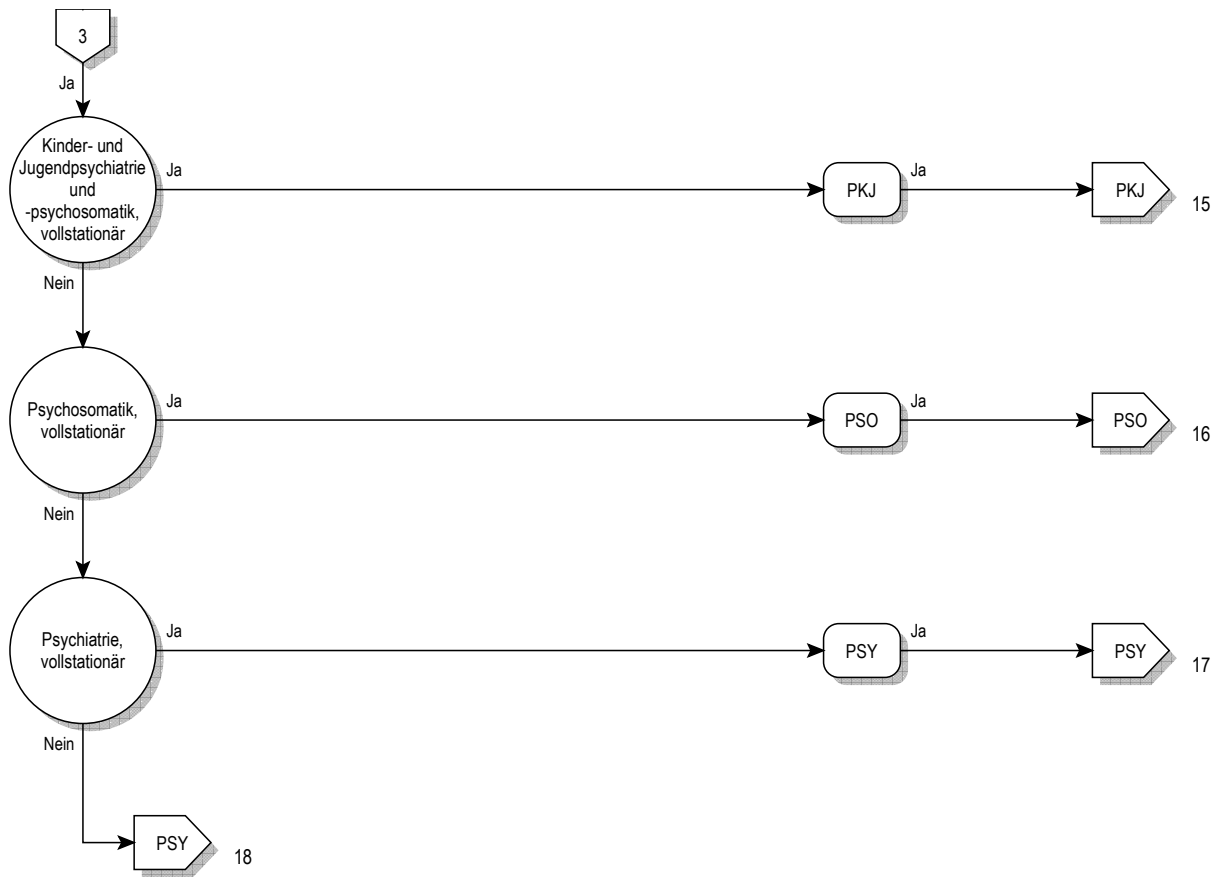 3
Ja
Kinder- und
Jugendpsychiatrie
und
-psychosomatik,
vollstationär
Ja
PKJ
Ja
PKJ
15
Nein
Psychosomatik,
vollstationär
Ja
PSO
Ja
PSO
16
Nein
Psychiatrie,
vollstationär
Ja
PSY
Ja
PSY
17
Nein
PSY
18